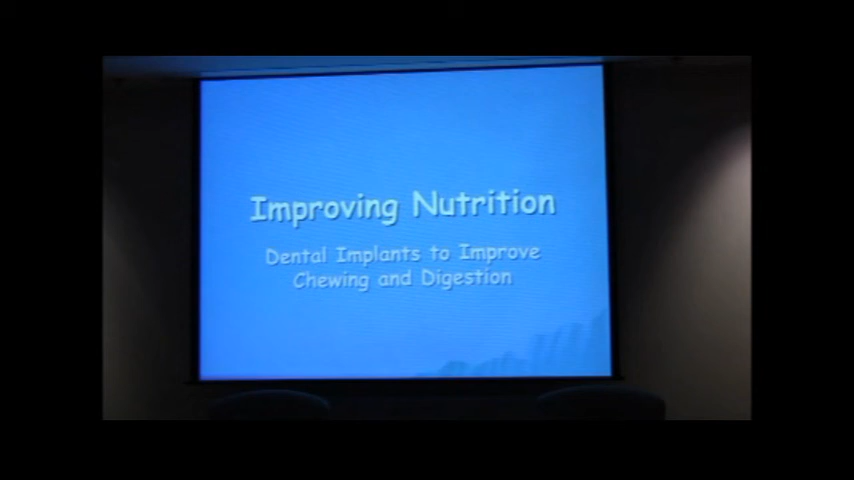 Improving Nutrition
Dental Implants to Improve
Chewing and Digestion